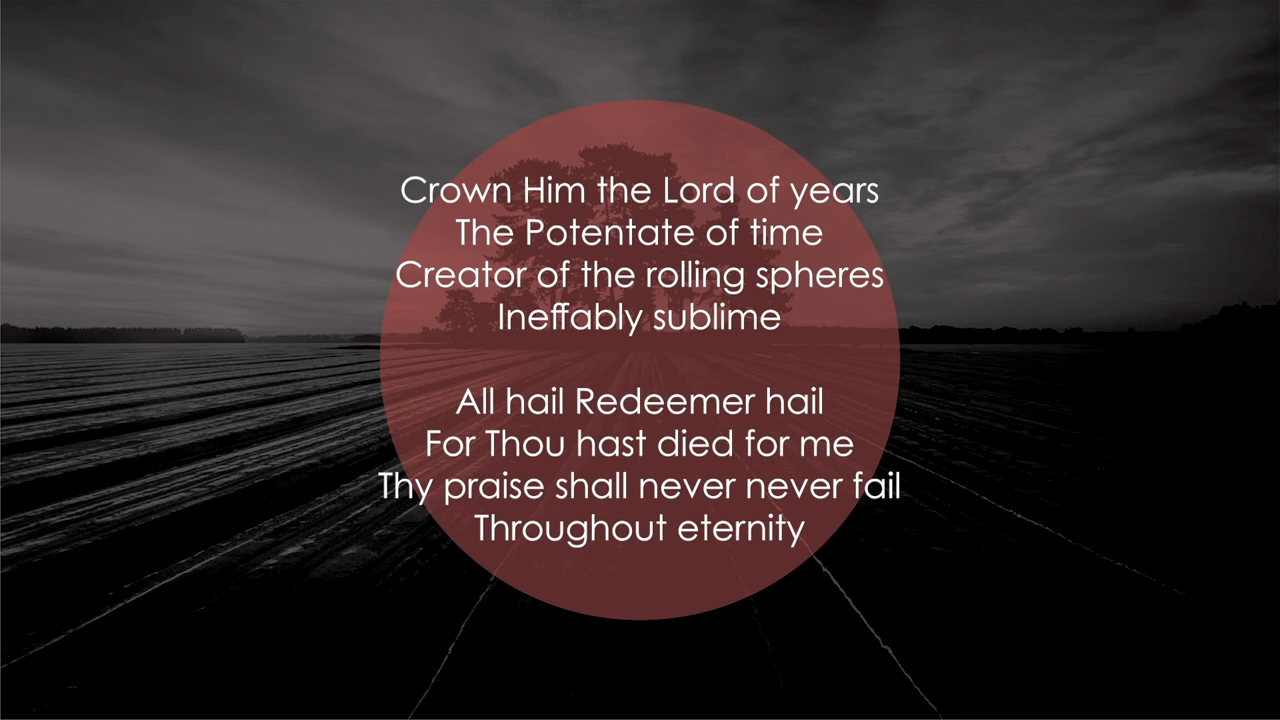 Crown Him the Lord of years
The Potentate of time
Creator of the rolling spheres
Ineffably sublime
All hail Redeemer hail
For Thou hast died for me
Thy praise shall never never fail
Throughout eternity